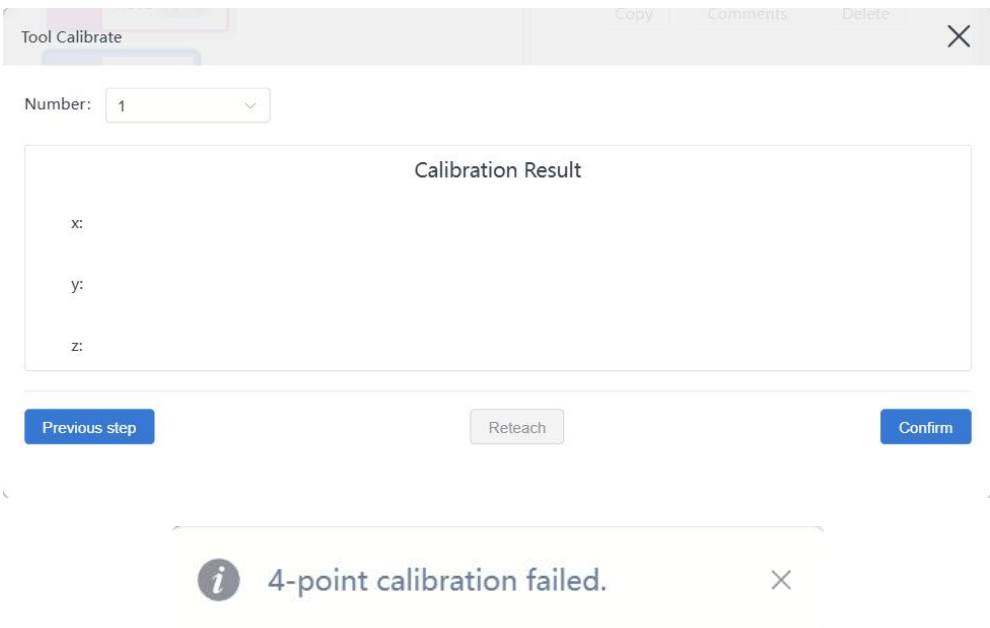 Copy Comments Delete
Tool Calibrate
Number: 1
Calibration Result
x:
y:
z:
Previous step Reteach Confirm
4-point calibration failed.